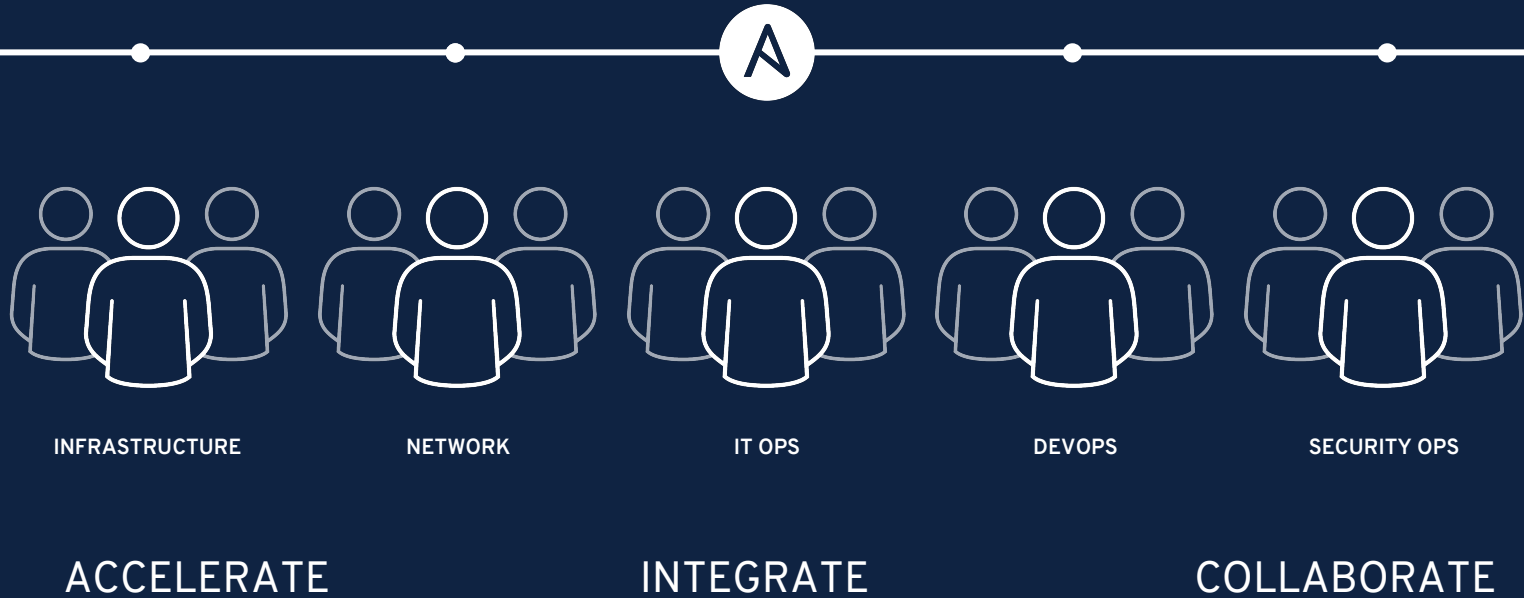 INFRASTRUCTURE
NETWORK
IT OPS
DEVOPS
SECURITY OPS
ACCELERATE
INTEGRATE
COLLABORATE